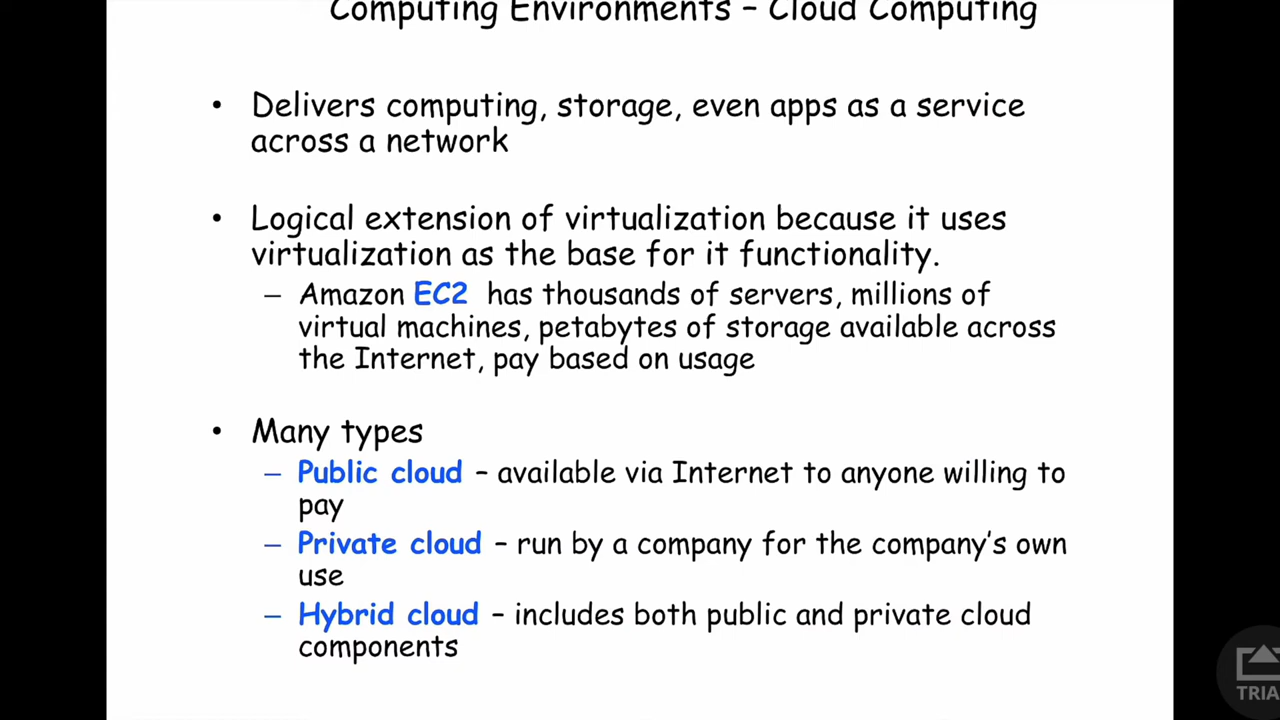 Computing Environments – Cloud Computing
• Delivers computing, storage, even apps as a service
across a network
• Logical extension of virtualization because it uses
virtualization as the base for it functionality.
– Amazon EC2 has thousands of servers, millions of
virtual machines, petabytes of storage available across
the Internet, pay based on usage
• Many types
– Public cloud – available via Internet to anyone willing to
pay
– Private cloud – run by a company for the company's own
use
– Hybrid cloud – includes both public and private cloud
components
TRIA